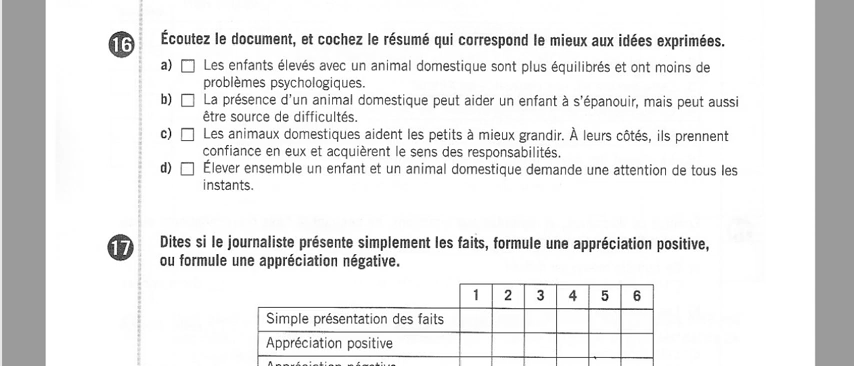 16 Écoutez le document, et cochez le résumé qui correspond le mieux aux idées exprimées.
a) Les enfants élevés avec un animal domestique sont plus équilibrés et ont moins de
problèmes psychologiques.
b) La présence d'un animal domestique peut aider un enfant à s'épanouir, mais peut aussi
être source de difficultés.
c) Les animaux domestiques aident les petits à mieux grandir. À leurs côtés, ils prennent
confiance en eux et acquièrent le sens des responsabilités.
d) Élever ensemble un enfant et un animal domestique demande une attention de tous les
instants.
17 Dites si le journaliste présente simplement les faits, formule une appréciation positive,
ou formule une appréciation négative.
1 2 3 4 5 6
Simple présentation des faits
Appréciation positive
Appréciation négative